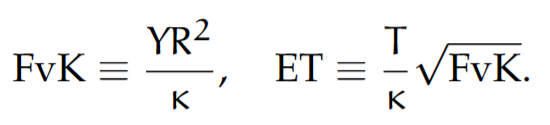 FvK ≡ YR²/κ, ET ≡ T/κ √FvK.